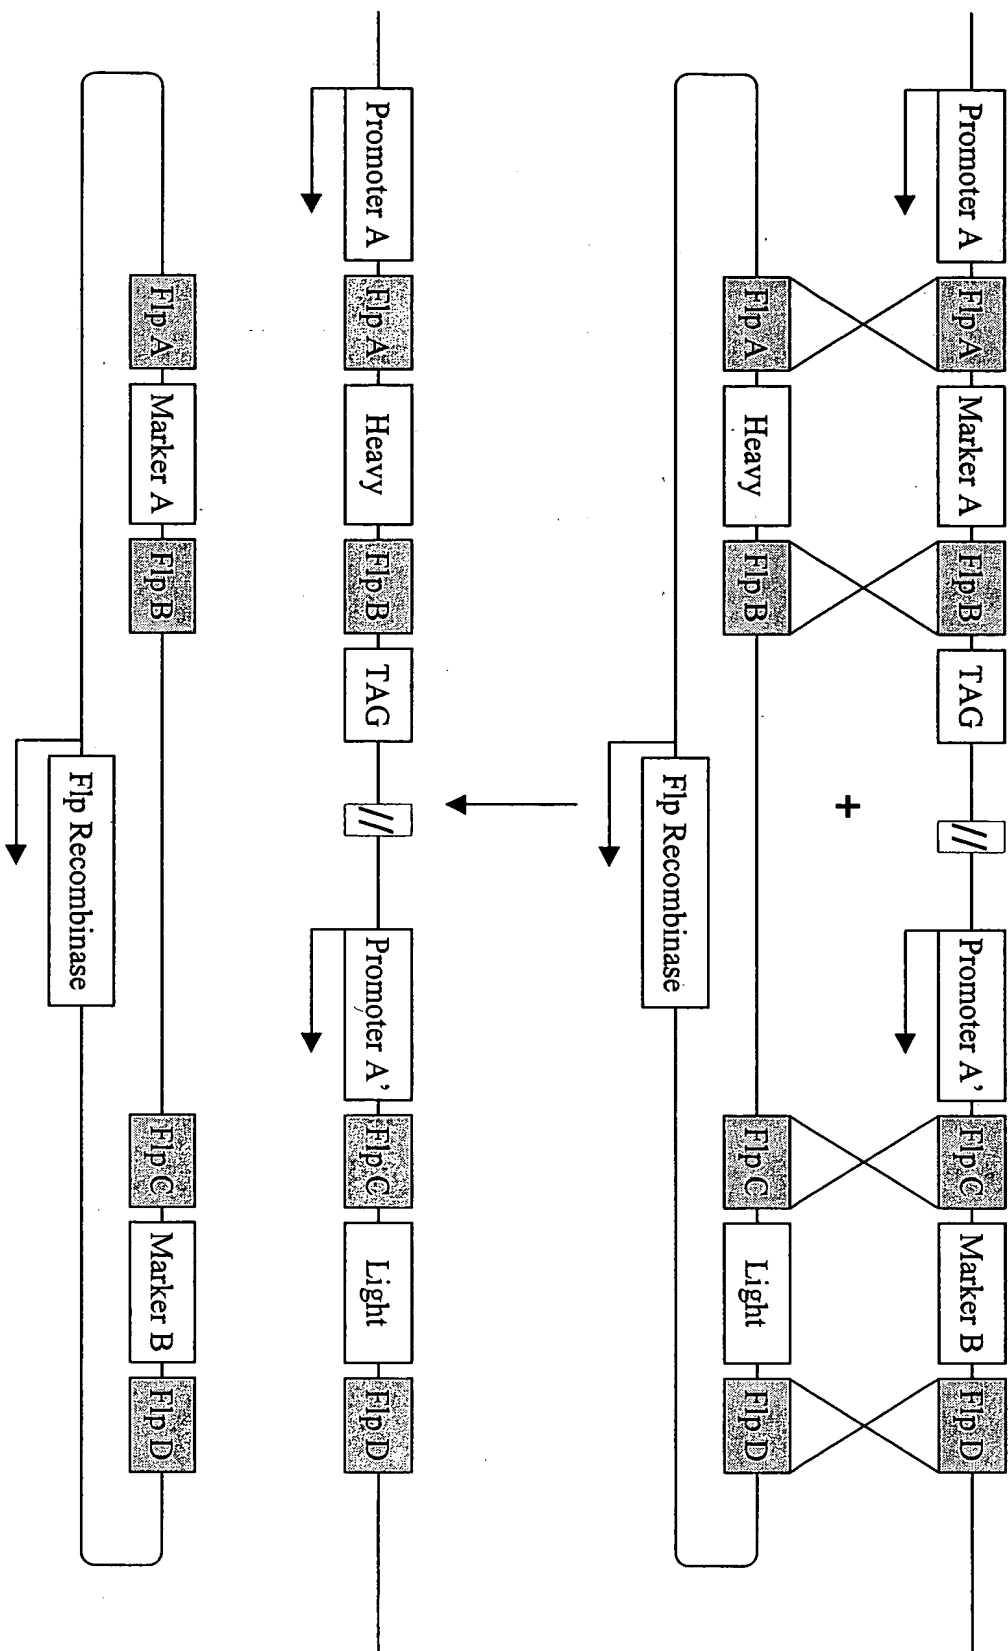 Promoter A
Flp A
Marker A
Flp B
TAG
//
Promoter A'
Flp C
Marker B
Flp D
+
Flp A
Heavy
Flp B
Flp C
Light
Flp D
Flp Recombinase
Promoter A
Flp A
Heavy
Flp B
TAG
//
Promoter A'
Flp C
Light
Flp D
Flp A
Marker A
Flp B
Flp C
Marker B
Flp D
Flp Recombinase